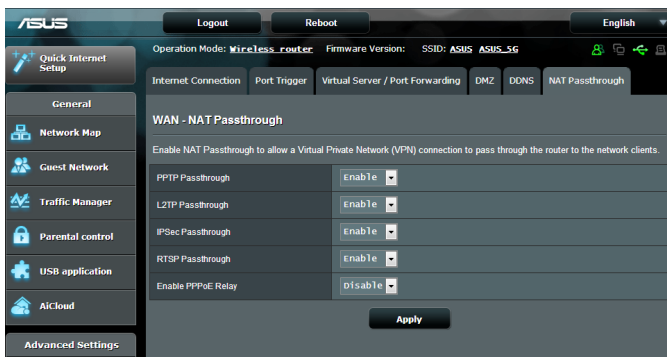 ASUS
Logout
Reboot
English
Quick Internet
Setup
Operation Mode: Wireless router Firmware Version: SSID: ASUS ASUS_5G
Internet Connection
Port Trigger
Virtual Server / Port Forwarding
DMZ
DDNS
NAT Passthrough
General
Network Map
Guest Network
Traffic Manager
Parental control
USB application
AiCloud
Advanced Settings
WAN - NAT Passthrough
Enable NAT Passthrough to allow a Virtual Private Network (VPN) connection to pass through the router to the network clients.
PPTP Passthrough Enable
L2TP Passthrough Enable
IPSec Passthrough Enable
RTSP Passthrough Enable
Enable PPPoE Relay Disable
Apply